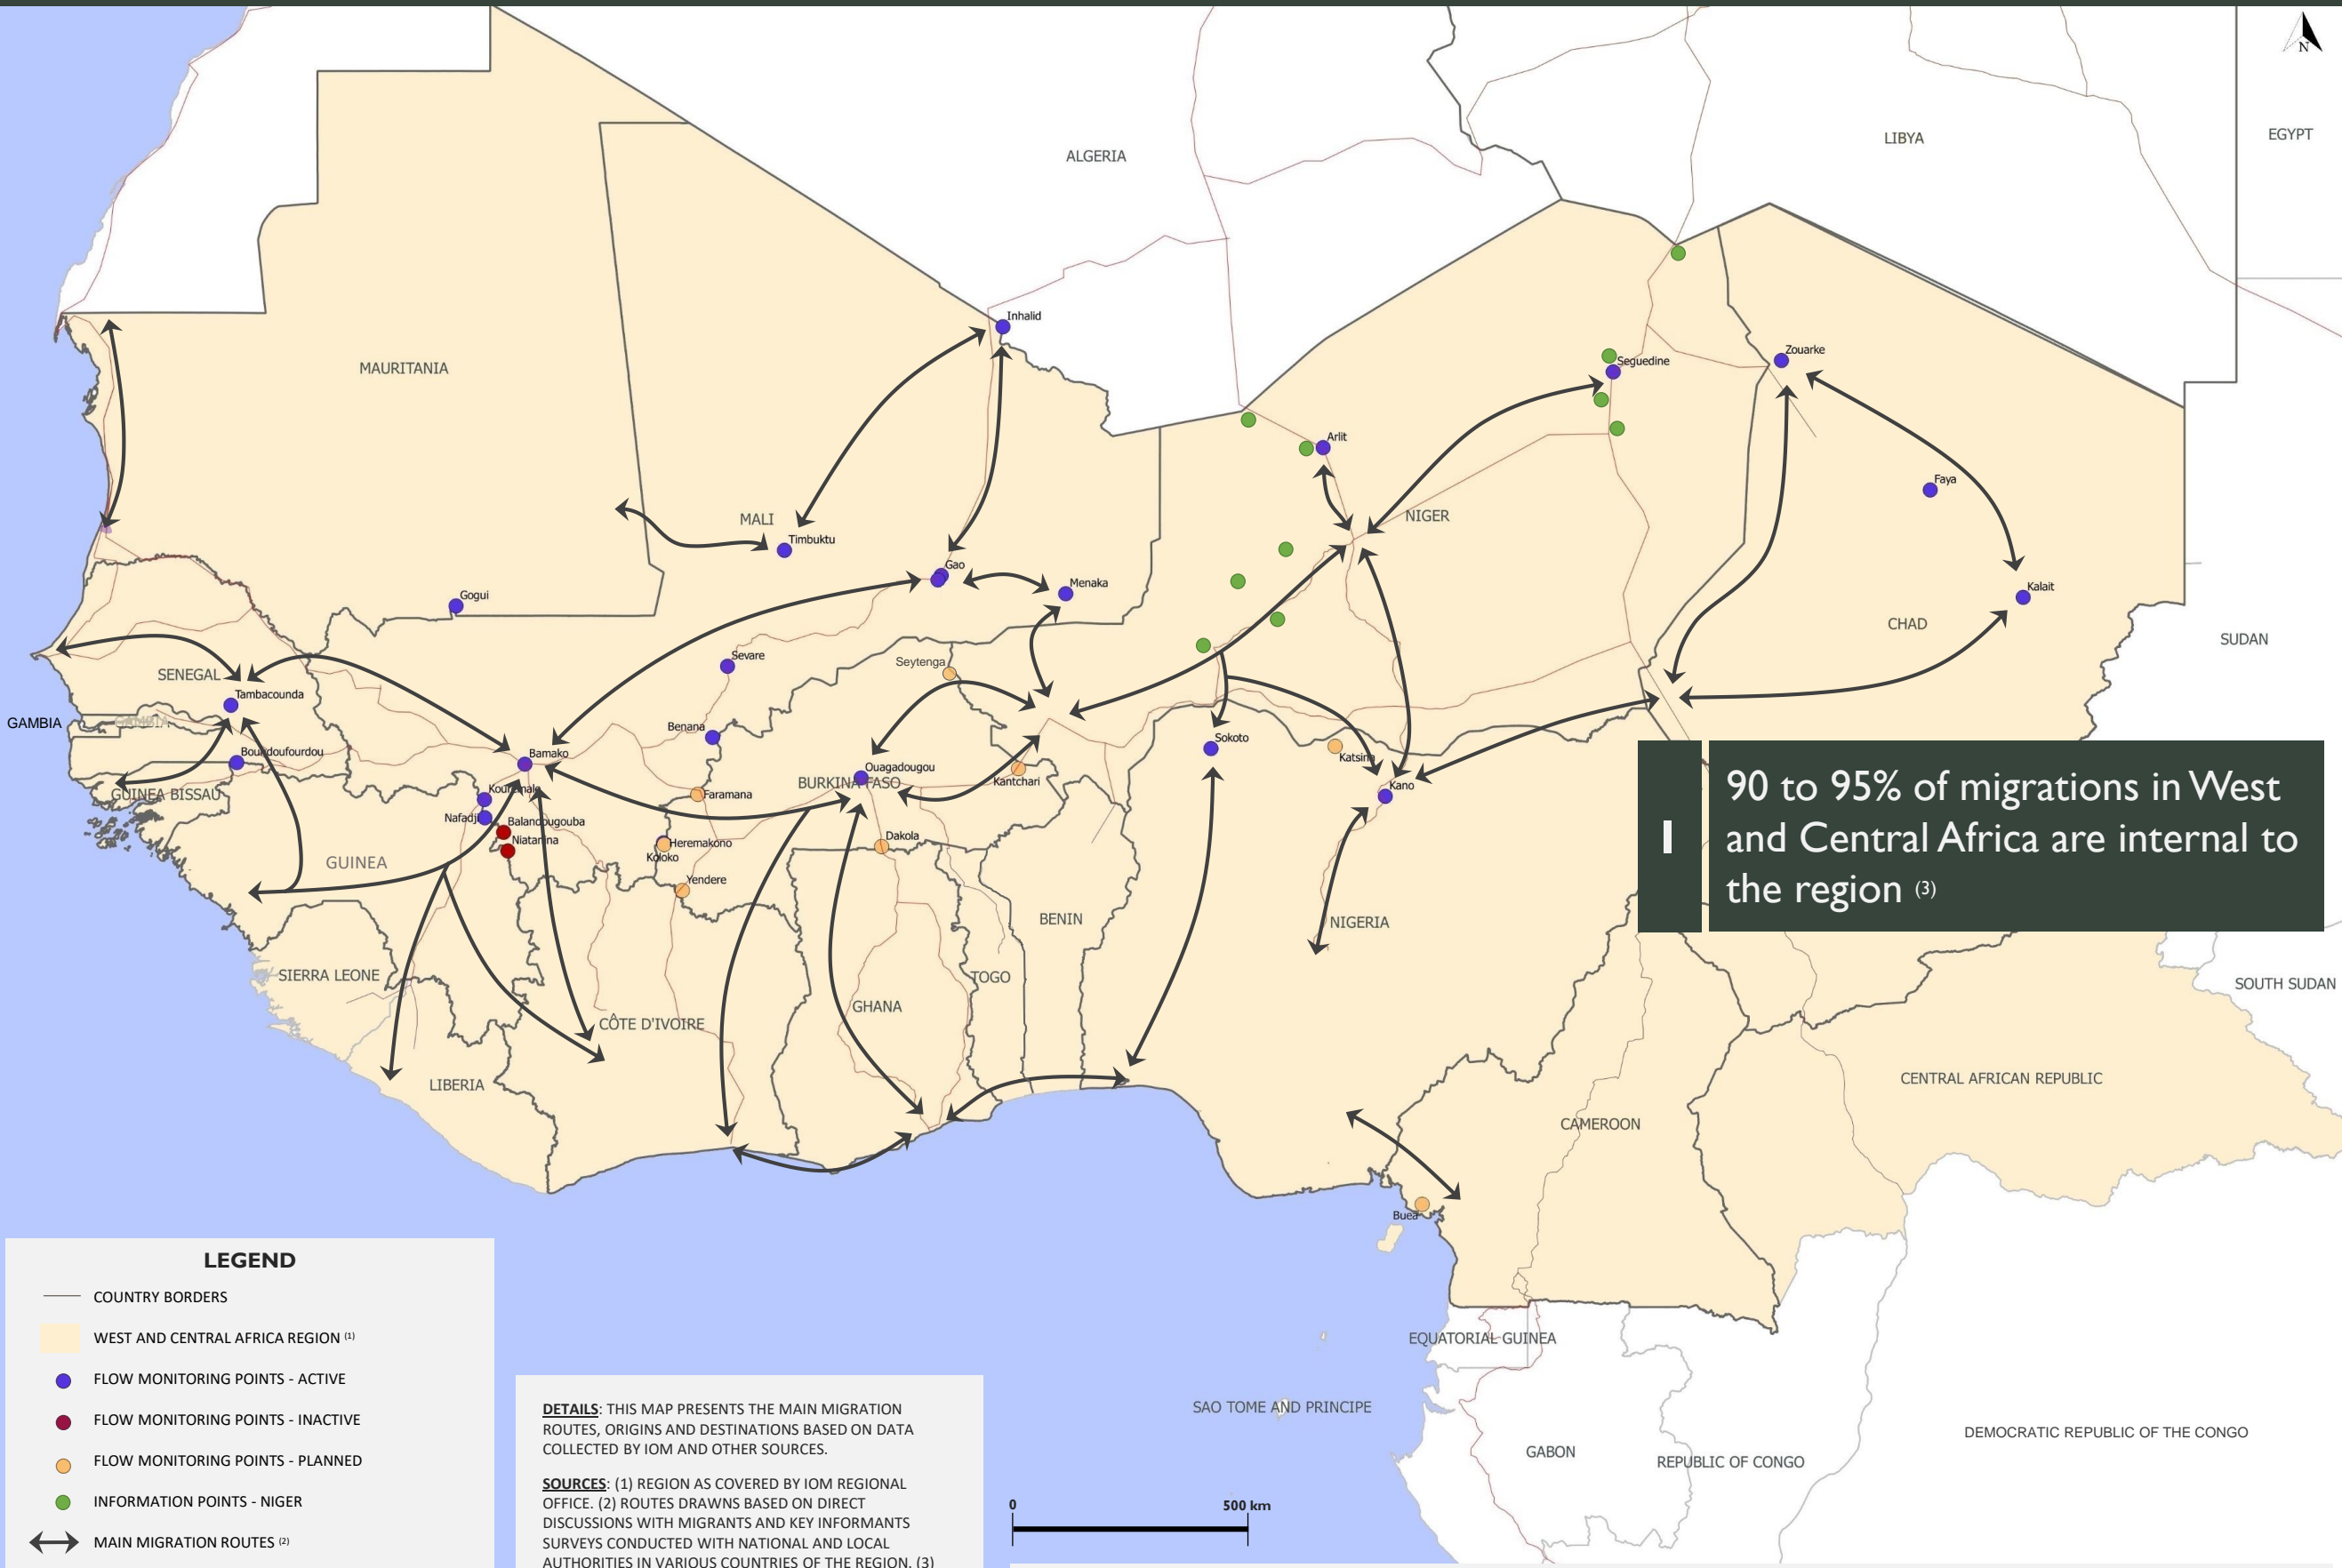 N
ALGERIA
LIBYA
EGYPT
Inhalid
Zouarke
Seguedine
MAURITANIA
Arlit
Faya
NIGER
MALI
Timbuktu
Gao
Menaka
Kalait
Gogui
CHAD
SUDAN
Sevare
Seytenga
SENEGAL
Tambacounda
GAMBIA
GAMBIA
Benana
Sokoto
Bamako
Katsina
Ouagadougou
Boundoufourdou
BURKINA FASO
Kantchari
Kano
GUINEA BISSAU
Kouremale
Faramana
Nafadji
Balandougouba
Niatanina
Dakola
Heremakono
Koloko
GUINEA
Yendere
BENIN
NIGERIA
I
90 to 95% of migrations in West
and Central Africa are internal to
the region (3)
SIERRA LEONE
TOGO
SOUTH SUDAN
GHANA
CÔTE D'IVOIRE
LIBERIA
CENTRAL AFRICAN REPUBLIC
CAMEROON
Buea
EQUATORIAL GUINEA
SAO TOME AND PRINCIPE
GABON
REPUBLIC OF CONGO
DEMOCRATIC REPUBLIC OF THE CONGO
LEGEND
COUNTRY BORDERS
WEST AND CENTRAL AFRICA REGION (1)
FLOW MONITORING POINTS - ACTIVE
FLOW MONITORING POINTS - INACTIVE
FLOW MONITORING POINTS - PLANNED
INFORMATION POINTS - NIGER
MAIN MIGRATION ROUTES (2)
DETAILS: THIS MAP PRESENTS THE MAIN MIGRATION
ROUTES, ORIGINS AND DESTINATIONS BASED ON DATA
COLLECTED BY IOM AND OTHER SOURCES.
SOURCES: (1) REGION AS COVERED BY IOM REGIONAL
OFFICE. (2) ROUTES DRAWNS BASED ON DIRECT
DISCUSSIONS WITH MIGRANTS AND KEY INFORMANTS
SURVEYS CONDUCTED WITH NATIONAL AND LOCAL
AUTHORITIES IN VARIOUS COUNTRIES OF THE REGION. (3)
0 500 km